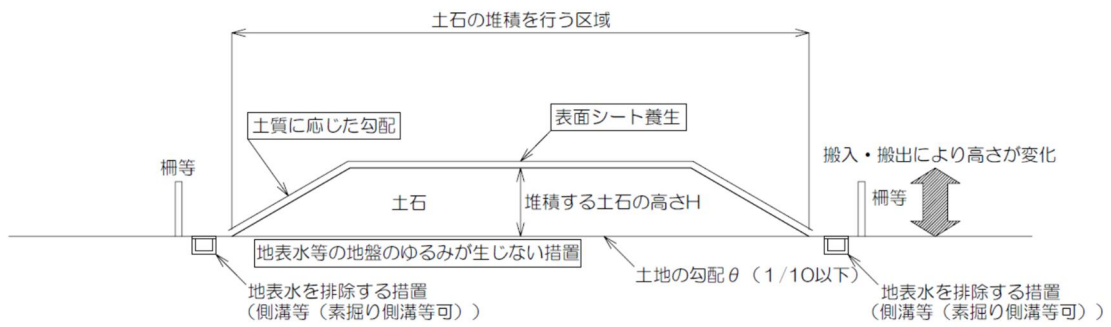 土石の堆積を行う区域
土質に応じた勾配
表面シート養生
搬入・搬出により高さが変化
柵等
柵等
土石
堆積する土石の高さH
地表水等の地盤のゆるみが生じない措置
土地の勾配θ(1/10以下)
地表水を排除する措置
(側溝等(素掘り側溝等可))
地表水を排除する措置
(側溝等(素掘り側溝等可))